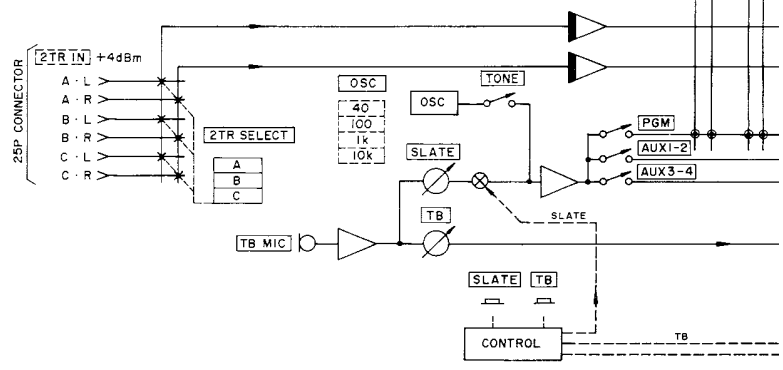 25P CONNECTOR
2TR IN +4dBm
A · L
A · R
B · L
B · R
C · L
C · R
2TR SELECT
A
B
C
OSC
40
100
1k
10k
OSC
TONE
SLATE
TB
TB MIC
PGM
AUX1-2
AUX3-4
SLATE
SLATE
TB
CONTROL
TB